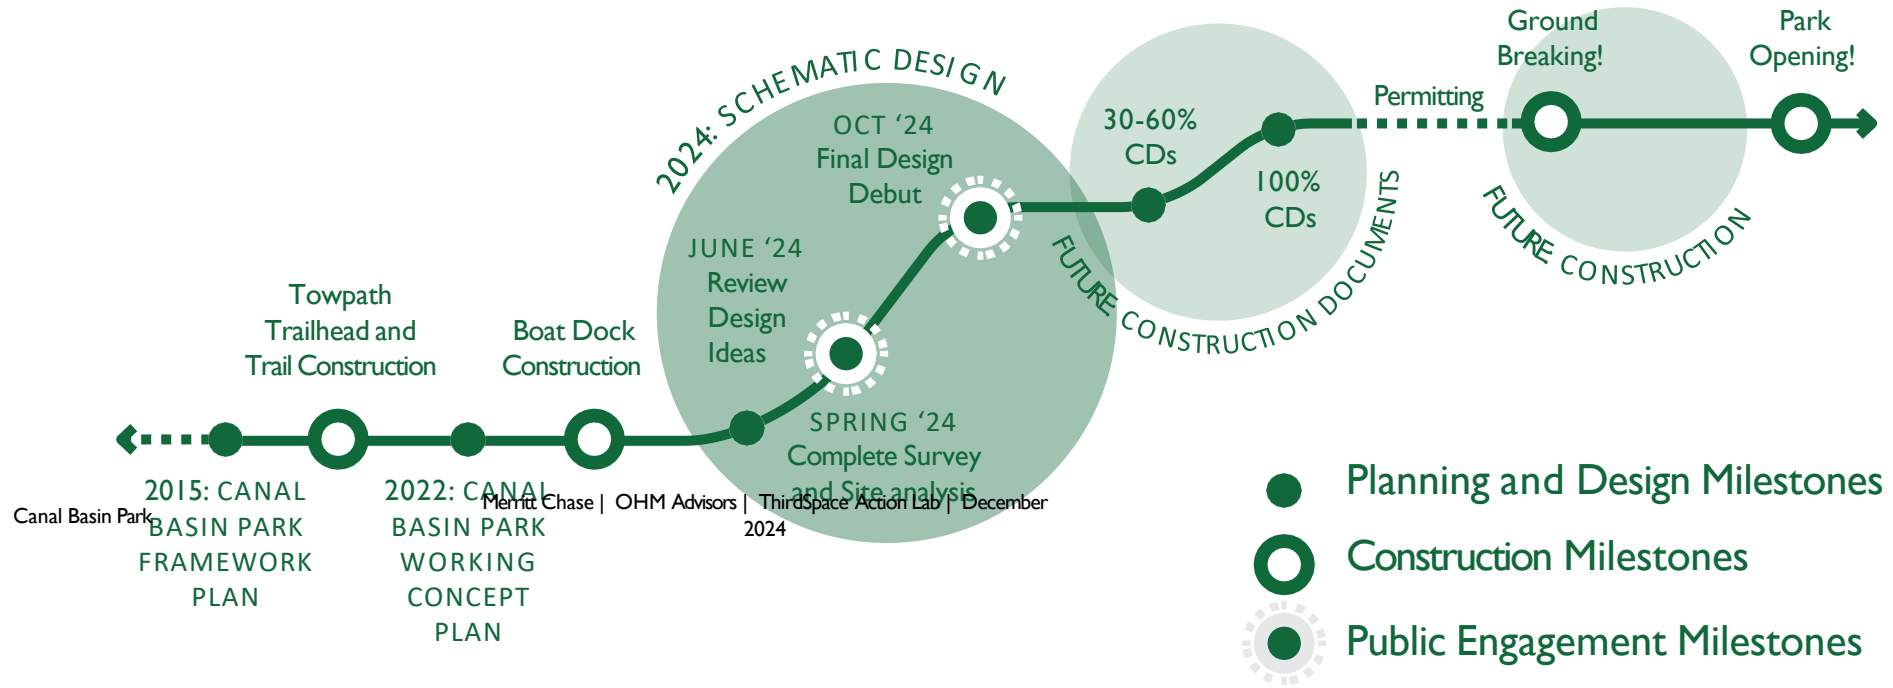 Ground
Breaking!
Park
Opening!
2024: SCHEMATIC DESIGN
Permitting
OCT ‘24
Final Design
Debut
30-60%
CDs
100%
CDs
JUNE ‘24
Review
Design
Ideas
FUTURE CONSTRUCTION DOCUMENTS
FUTURE CONSTRUCTION
Towpath
Trailhead and
Trail Construction
Boat Dock
Construction
SPRING ‘24
Complete Survey
and Site analysis
2015: CANAL
BASIN PARK
FRAMEWORK
PLAN
2022: CANAL
BASIN PARK
WORKING
CONCEPT
PLAN
Canal Basin Park
Merritt Chase | OHM Advisors | ThirdSpace Action Lab | December
2024
Planning and Design Milestones
Construction Milestones
Public Engagement Milestones